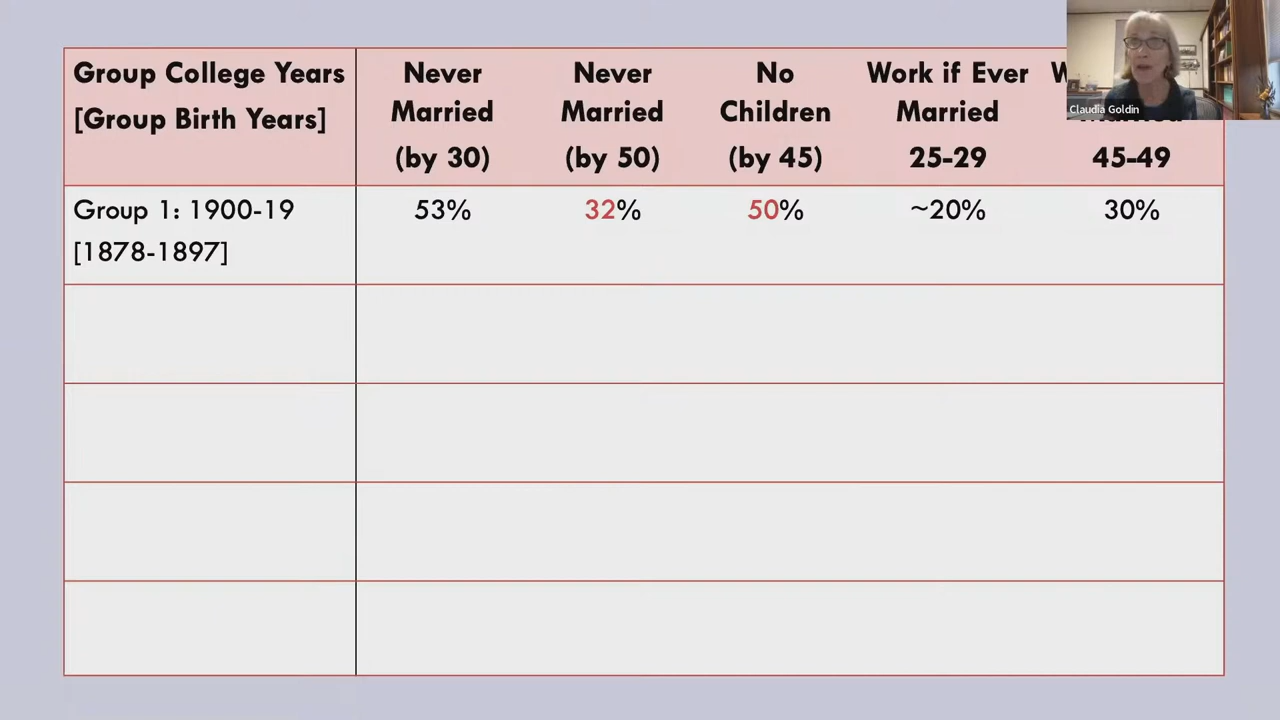 Group College Years
[Group Birth Years]
Never
Married
(by 30)
Never
Married
(by 50)
No
Children
(by 45)
Work if Ever
Married
25-29
45-49
Claudia Goldin
Group 1: 1900-19
[1878-1897]
53%
32%
50%
~20%
30%